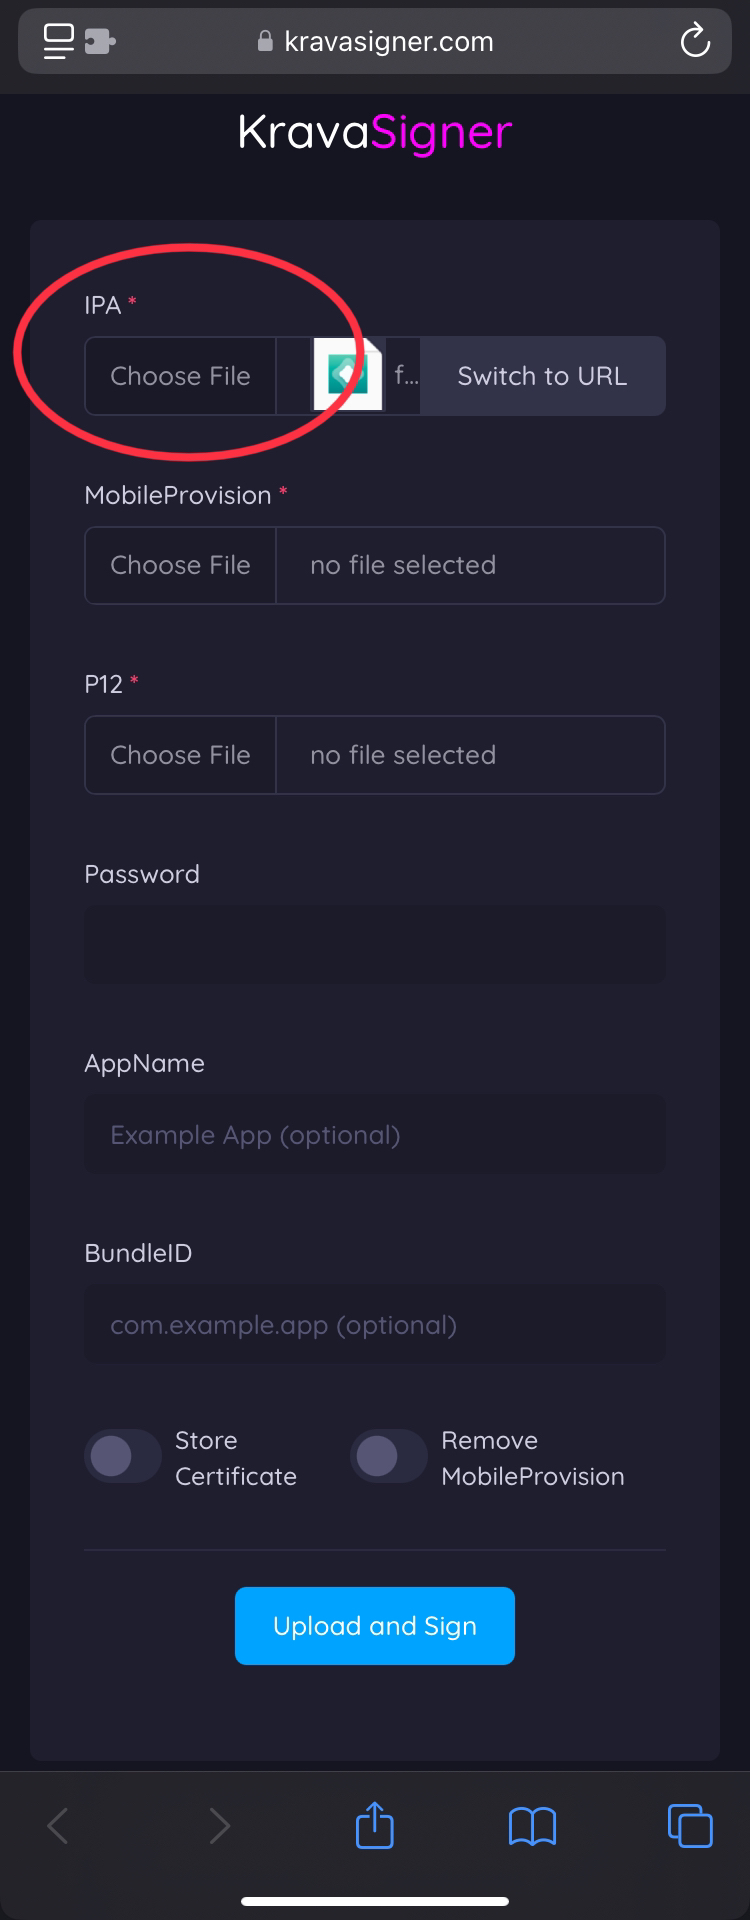 kravasigner.com
KravaSigner
IPA *
Choose File f... Switch to URL
MobileProvision *
Choose File no file selected
P12 *
Choose File no file selected
Password
AppName
Example App (optional)
BundleID
com.example.app (optional)
Store
Certificate
Remove
MobileProvision
Upload and Sign